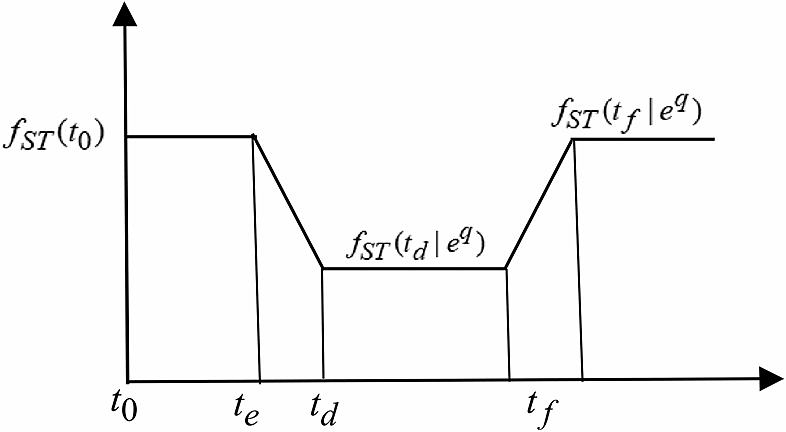 f_ST(t_f | e^q)
f_ST(t_0)
f_ST(t_d | e^q)
t_0 t_e t_d t_f